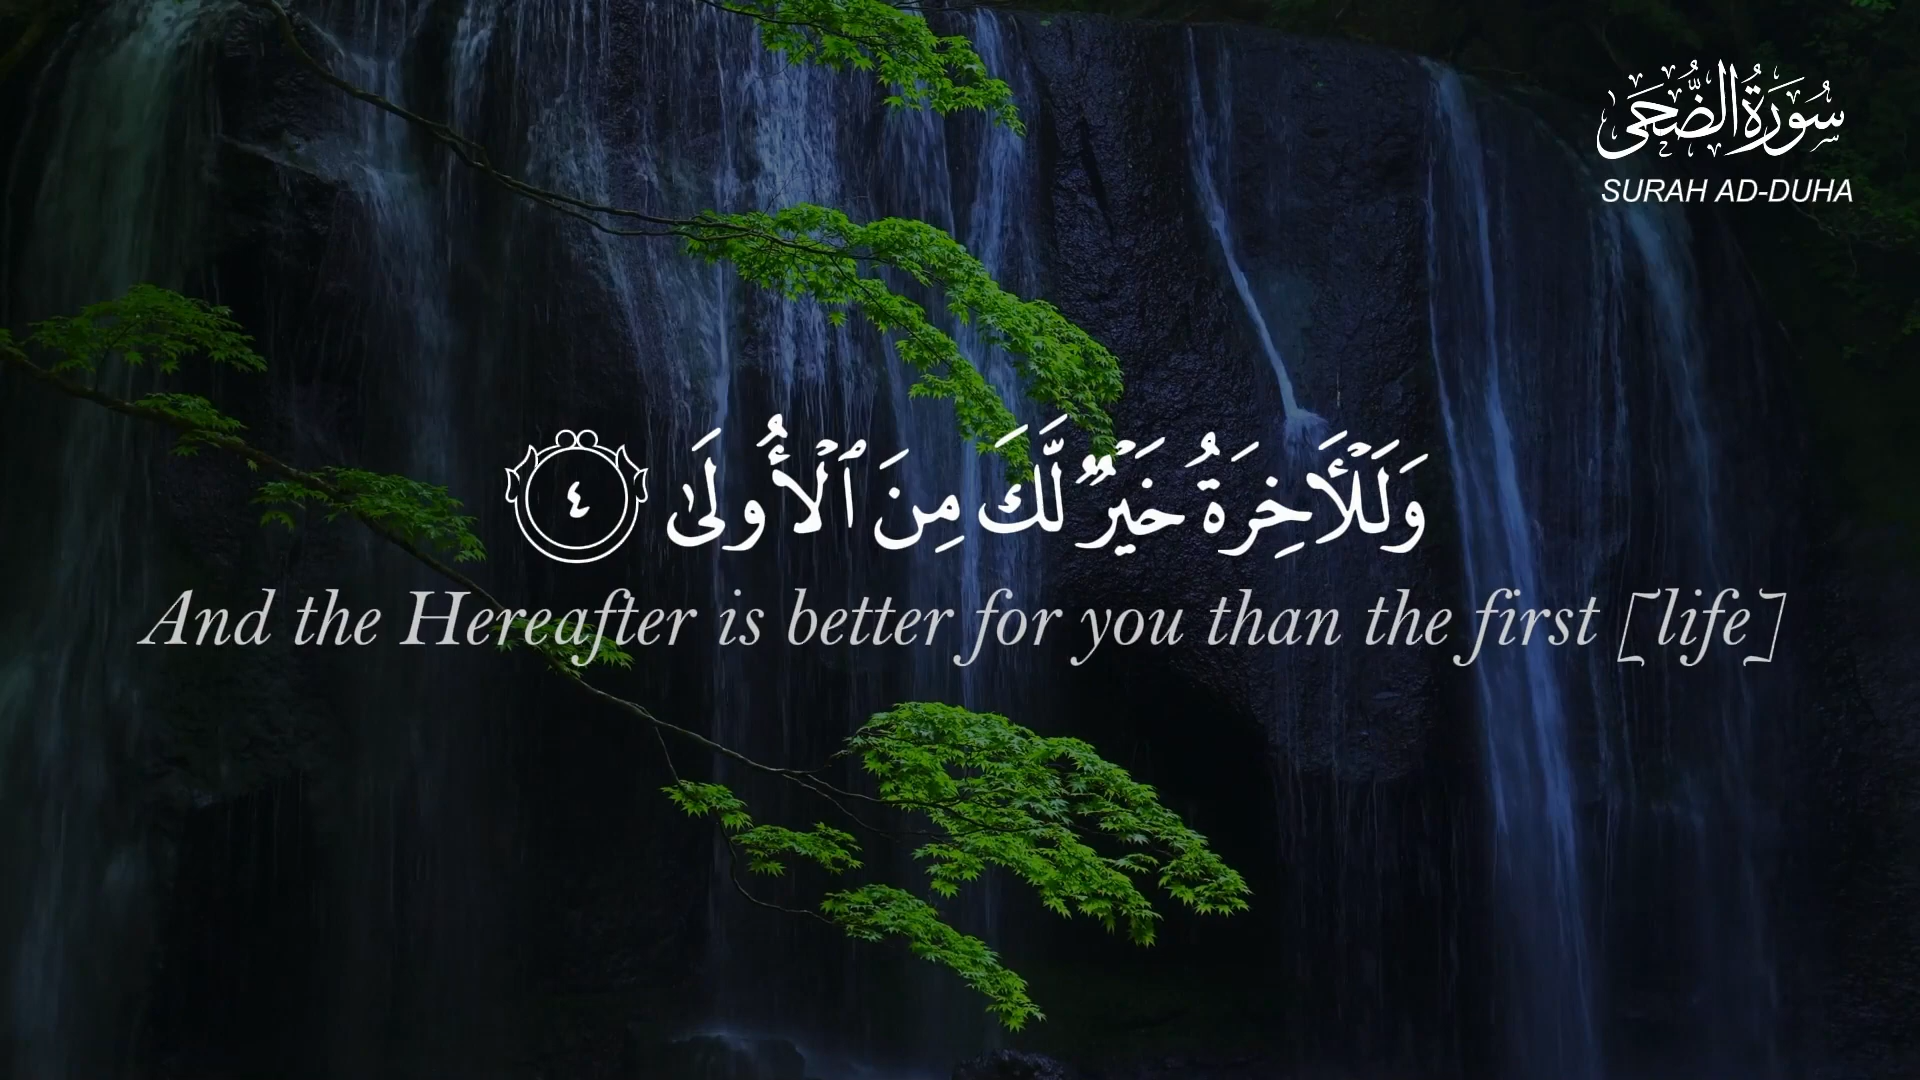 سُورَةُ الضُّحَى
SURAH AD-DUHA
وَلَلْأَخِرَةُ خَيْرٌ لَّكَ مِنَ ٱلْأُولَىٰ ٤
And the Hereafter is better for you than the first [life]